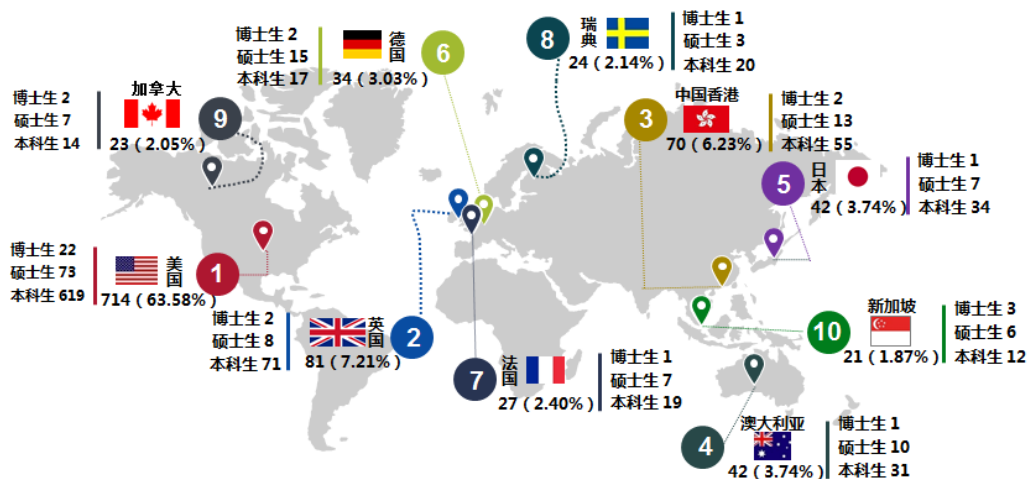 1
美国
714（63.58%）
博士生 22
硕士生 73
本科生 619
2
英国
81（7.21%）
博士生 2
硕士生 8
本科生 71
3
中国香港
70（6.23%）
博士生 2
硕士生 13
本科生 55
4
澳大利亚
42（3.74%）
博士生 1
硕士生 10
本科生 31
5
日本
42（3.74%）
博士生 1
硕士生 7
本科生 34
6
德国
34（3.03%）
博士生 2
硕士生 15
本科生 17
7
法国
27（2.40%）
博士生 1
硕士生 7
本科生 19
8
瑞典
24（2.14%）
博士生 1
硕士生 3
本科生 20
9
加拿大
23（2.05%）
博士生 2
硕士生 7
本科生 14
10
新加坡
21（1.87%）
博士生 3
硕士生 6
本科生 12